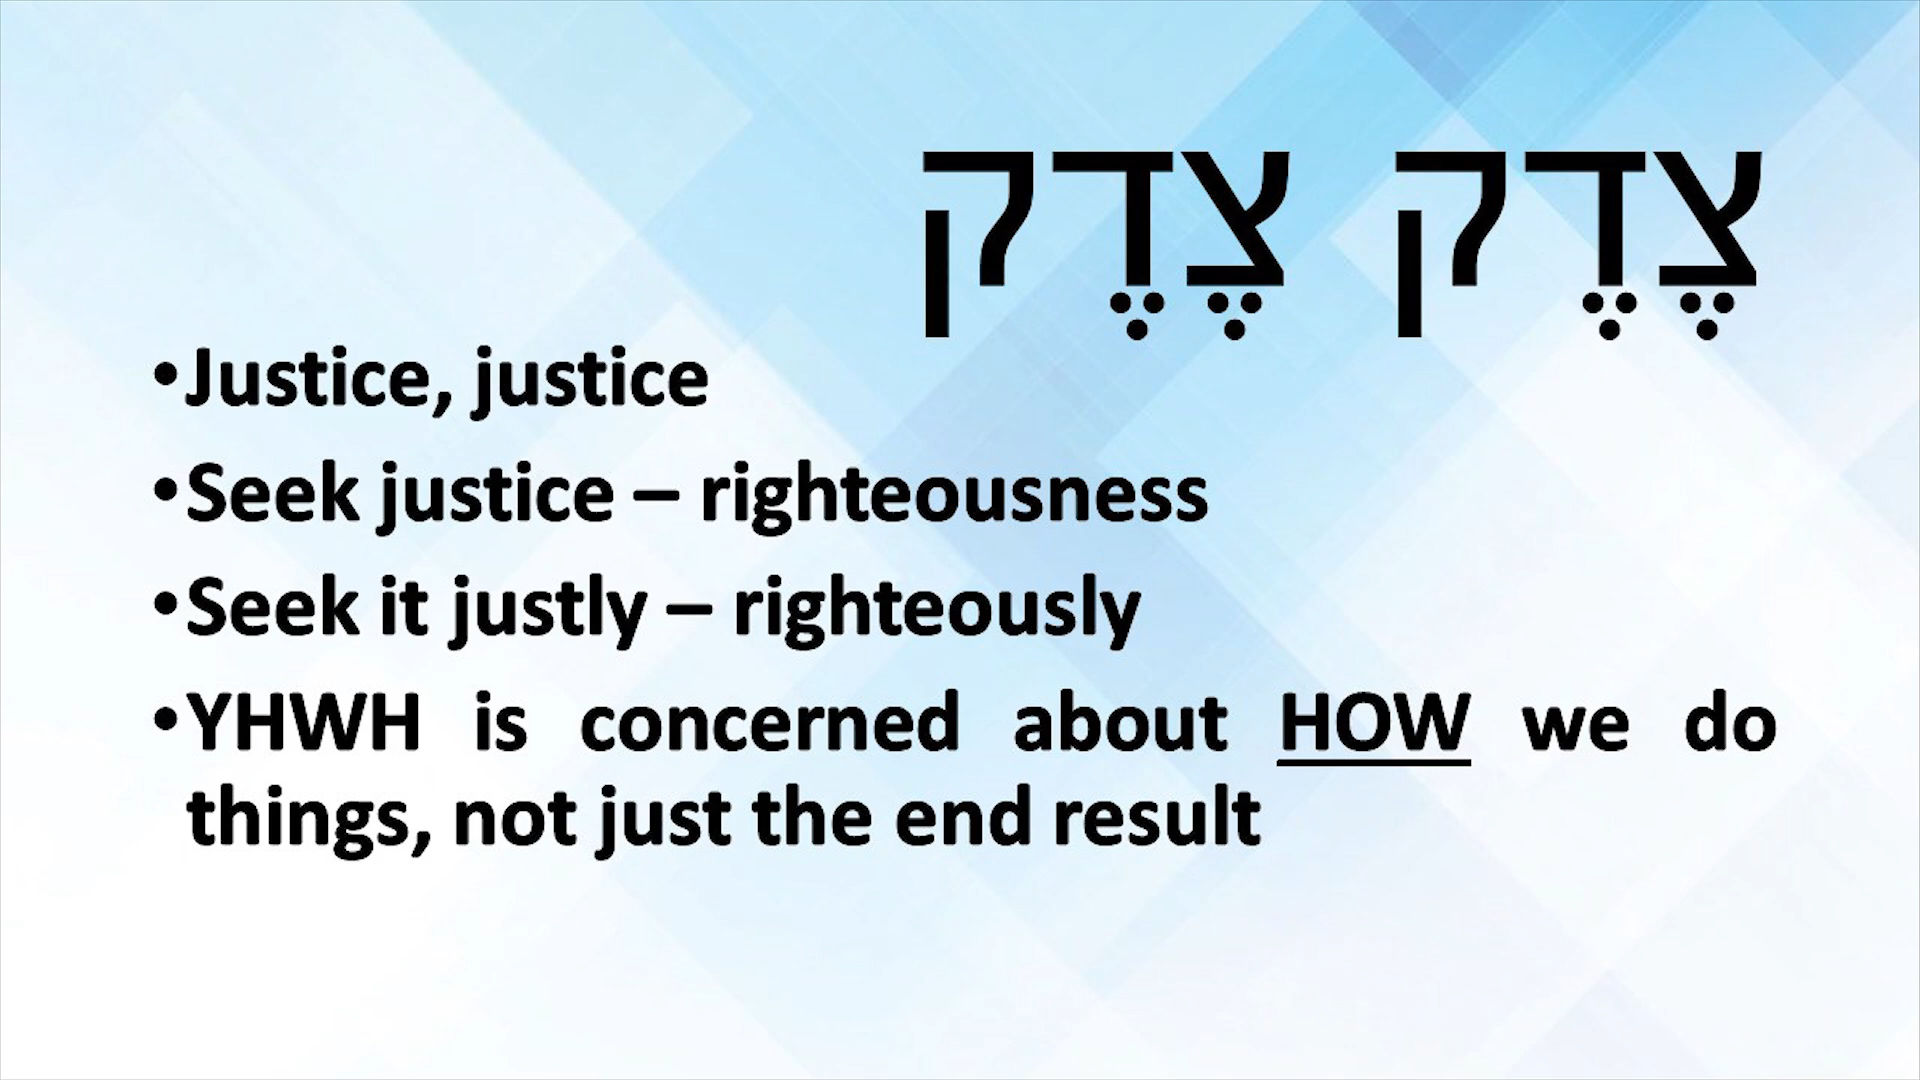 צֶדֶק צֶדֶק
•Justice, justice
•Seek justice – righteousness
•Seek it justly – righteously
•YHWH is concerned about HOW we do
things, not just the end result